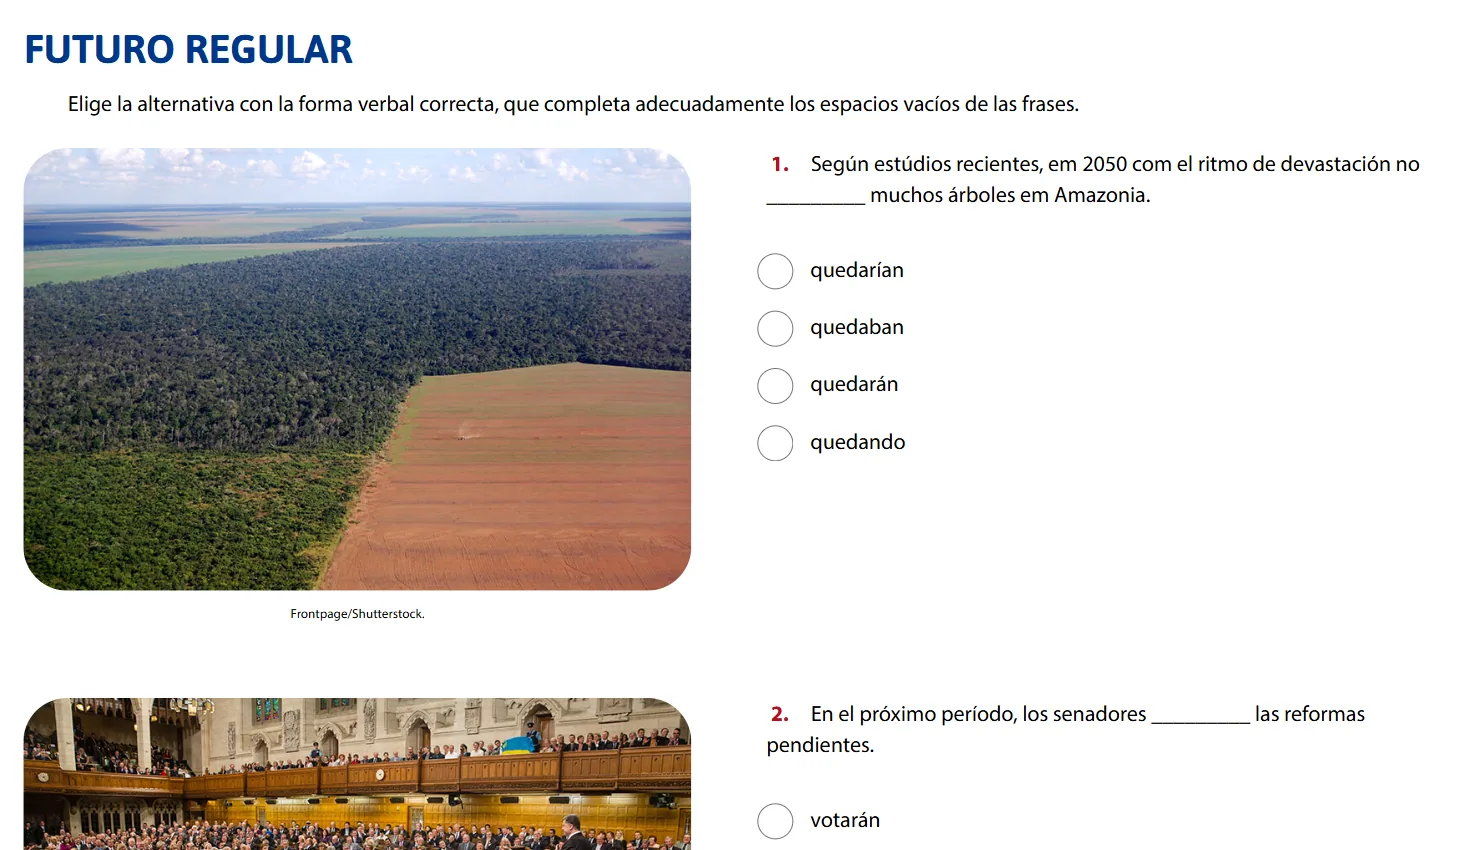 FUTURO REGULAR
Elige la alternativa con la forma verbal correcta, que completa adecuadamente los espacios vacíos de las frases.
1. Según estúdios recientes, em 2050 com el ritmo de devastación no
_________ muchos árboles em Amazonia.
quedarían
quedaban
quedarán
quedando
Frontpage/Shutterstock.
2. En el próximo período, los senadores _________ las reformas
pendientes.
votarán